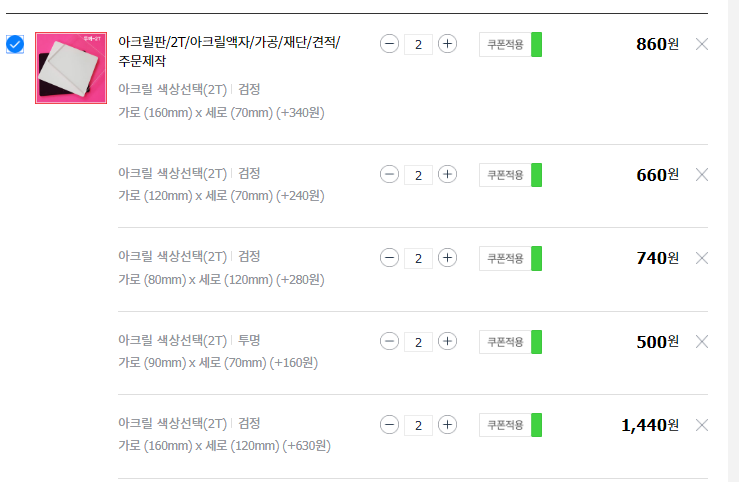 아크릴판/2T/아크릴액자/가공/재단/견적/
주문제작
2
쿠폰적용
860원
아크릴 색상선택(2T) | 검정
가로 (160mm) x 세로 (70mm) (+340원)
아크릴 색상선택(2T) | 검정
2
쿠폰적용
660원
가로 (120mm) x 세로 (70mm) (+240원)
아크릴 색상선택(2T) | 검정
2
쿠폰적용
740원
가로 (80mm) x 세로 (120mm) (+280원)
아크릴 색상선택(2T) | 투명
2
쿠폰적용
500원
가로 (90mm) x 세로 (70mm) (+160원)
아크릴 색상선택(2T) | 검정
2
쿠폰적용
1,440원
가로 (160mm) x 세로 (120mm) (+630원)